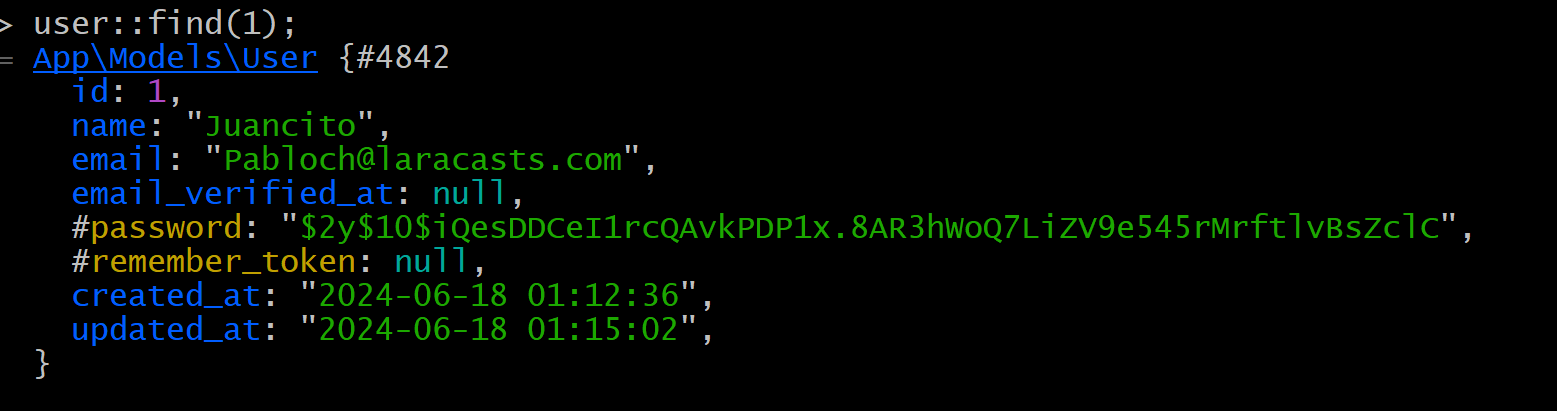 > user::find(1);
= App\Models\User {#4842
id: 1,
name: "Juancito",
email: "Pabloch@laracasts.com",
email_verified_at: null,
#password: "$2y$10$iQesDDCeI1rcQAvkPDP1x.8AR3hWoQ7LiZV9e545rMrftlvBsZclC",
#remember_token: null,
created_at: "2024-06-18 01:12:36",
updated_at: "2024-06-18 01:15:02",
}